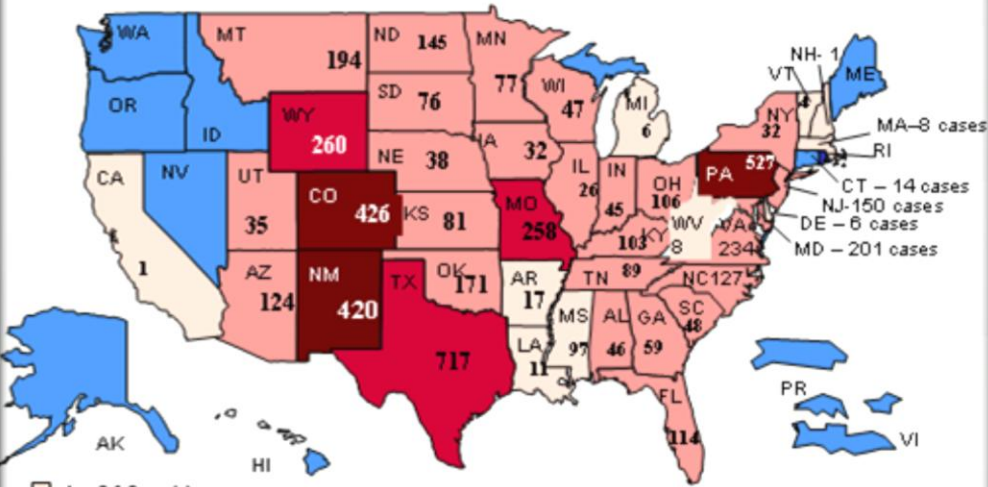 WA
MT
194
ND 145
MN
77
OR
ID
WY
260
SD
76
WI
47
MI
6
VT
4
NH- 1
ME
NY
32
MA–8 cases
RI
CT – 14 cases
NJ-150 cases
DE – 6 cases
MD – 201 cases
CA
1
NV
UT
35
CO
426
NE 38
IA
32
KS 81
MO
258
IL
26
IN
45
OH
106
PA 527
WV
8
VA
234
KY
103
AZ
124
NM
420
TX
717
OK
171
AR
17
TN 89
NC127
SC
48
MS
97
AL
46
GA
59
LA
11
FL
114
AK
HI
PR
VI